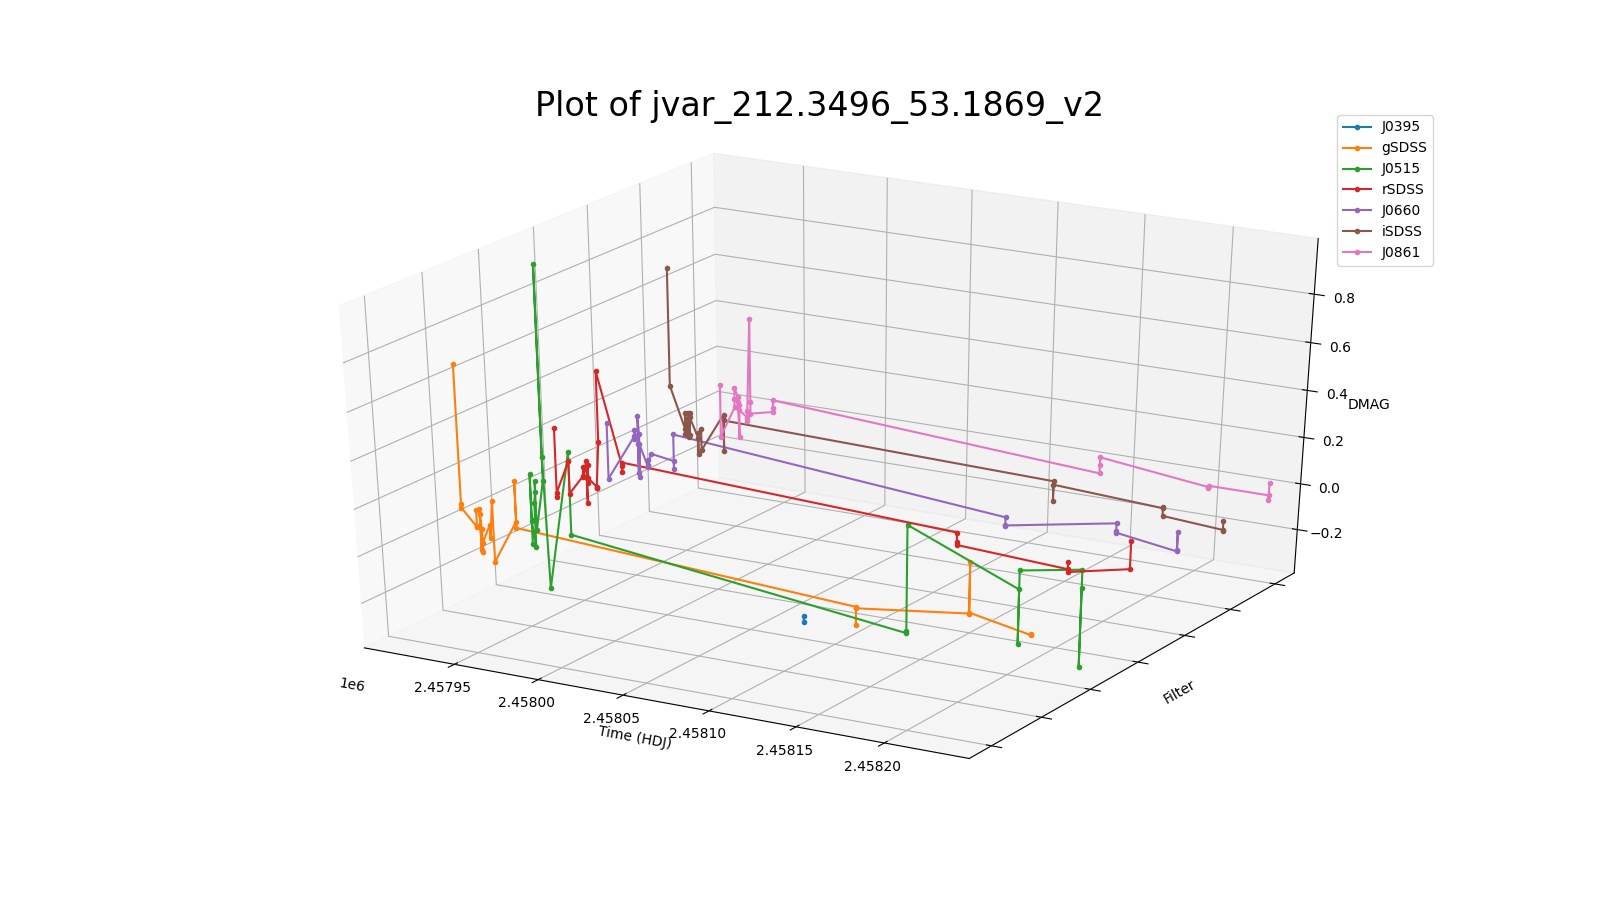 Plot of jvar_212.3496_53.1869_v2
J0395
gSDSS
J0515
rSDSS
J0660
iSDSS
J0861
0.8
0.6
0.4
DMAG
0.2
0.0
−0.2
Filter
1e6
2.45795
2.45800
2.45805
2.45810
2.45815
2.45820
Time (HDJ)